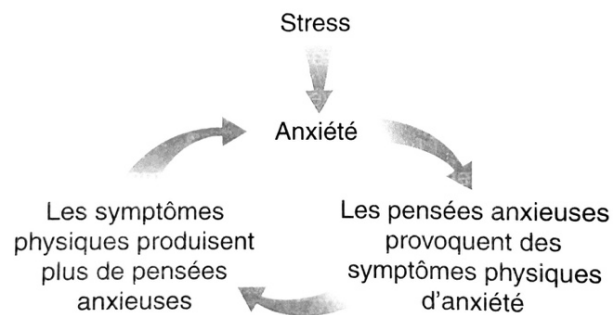 Stress
Anxiété
Les pensées anxieuses
provoquent des
symptômes physiques
d'anxiété
Les symptômes
physiques produisent
plus de pensées
anxieuses